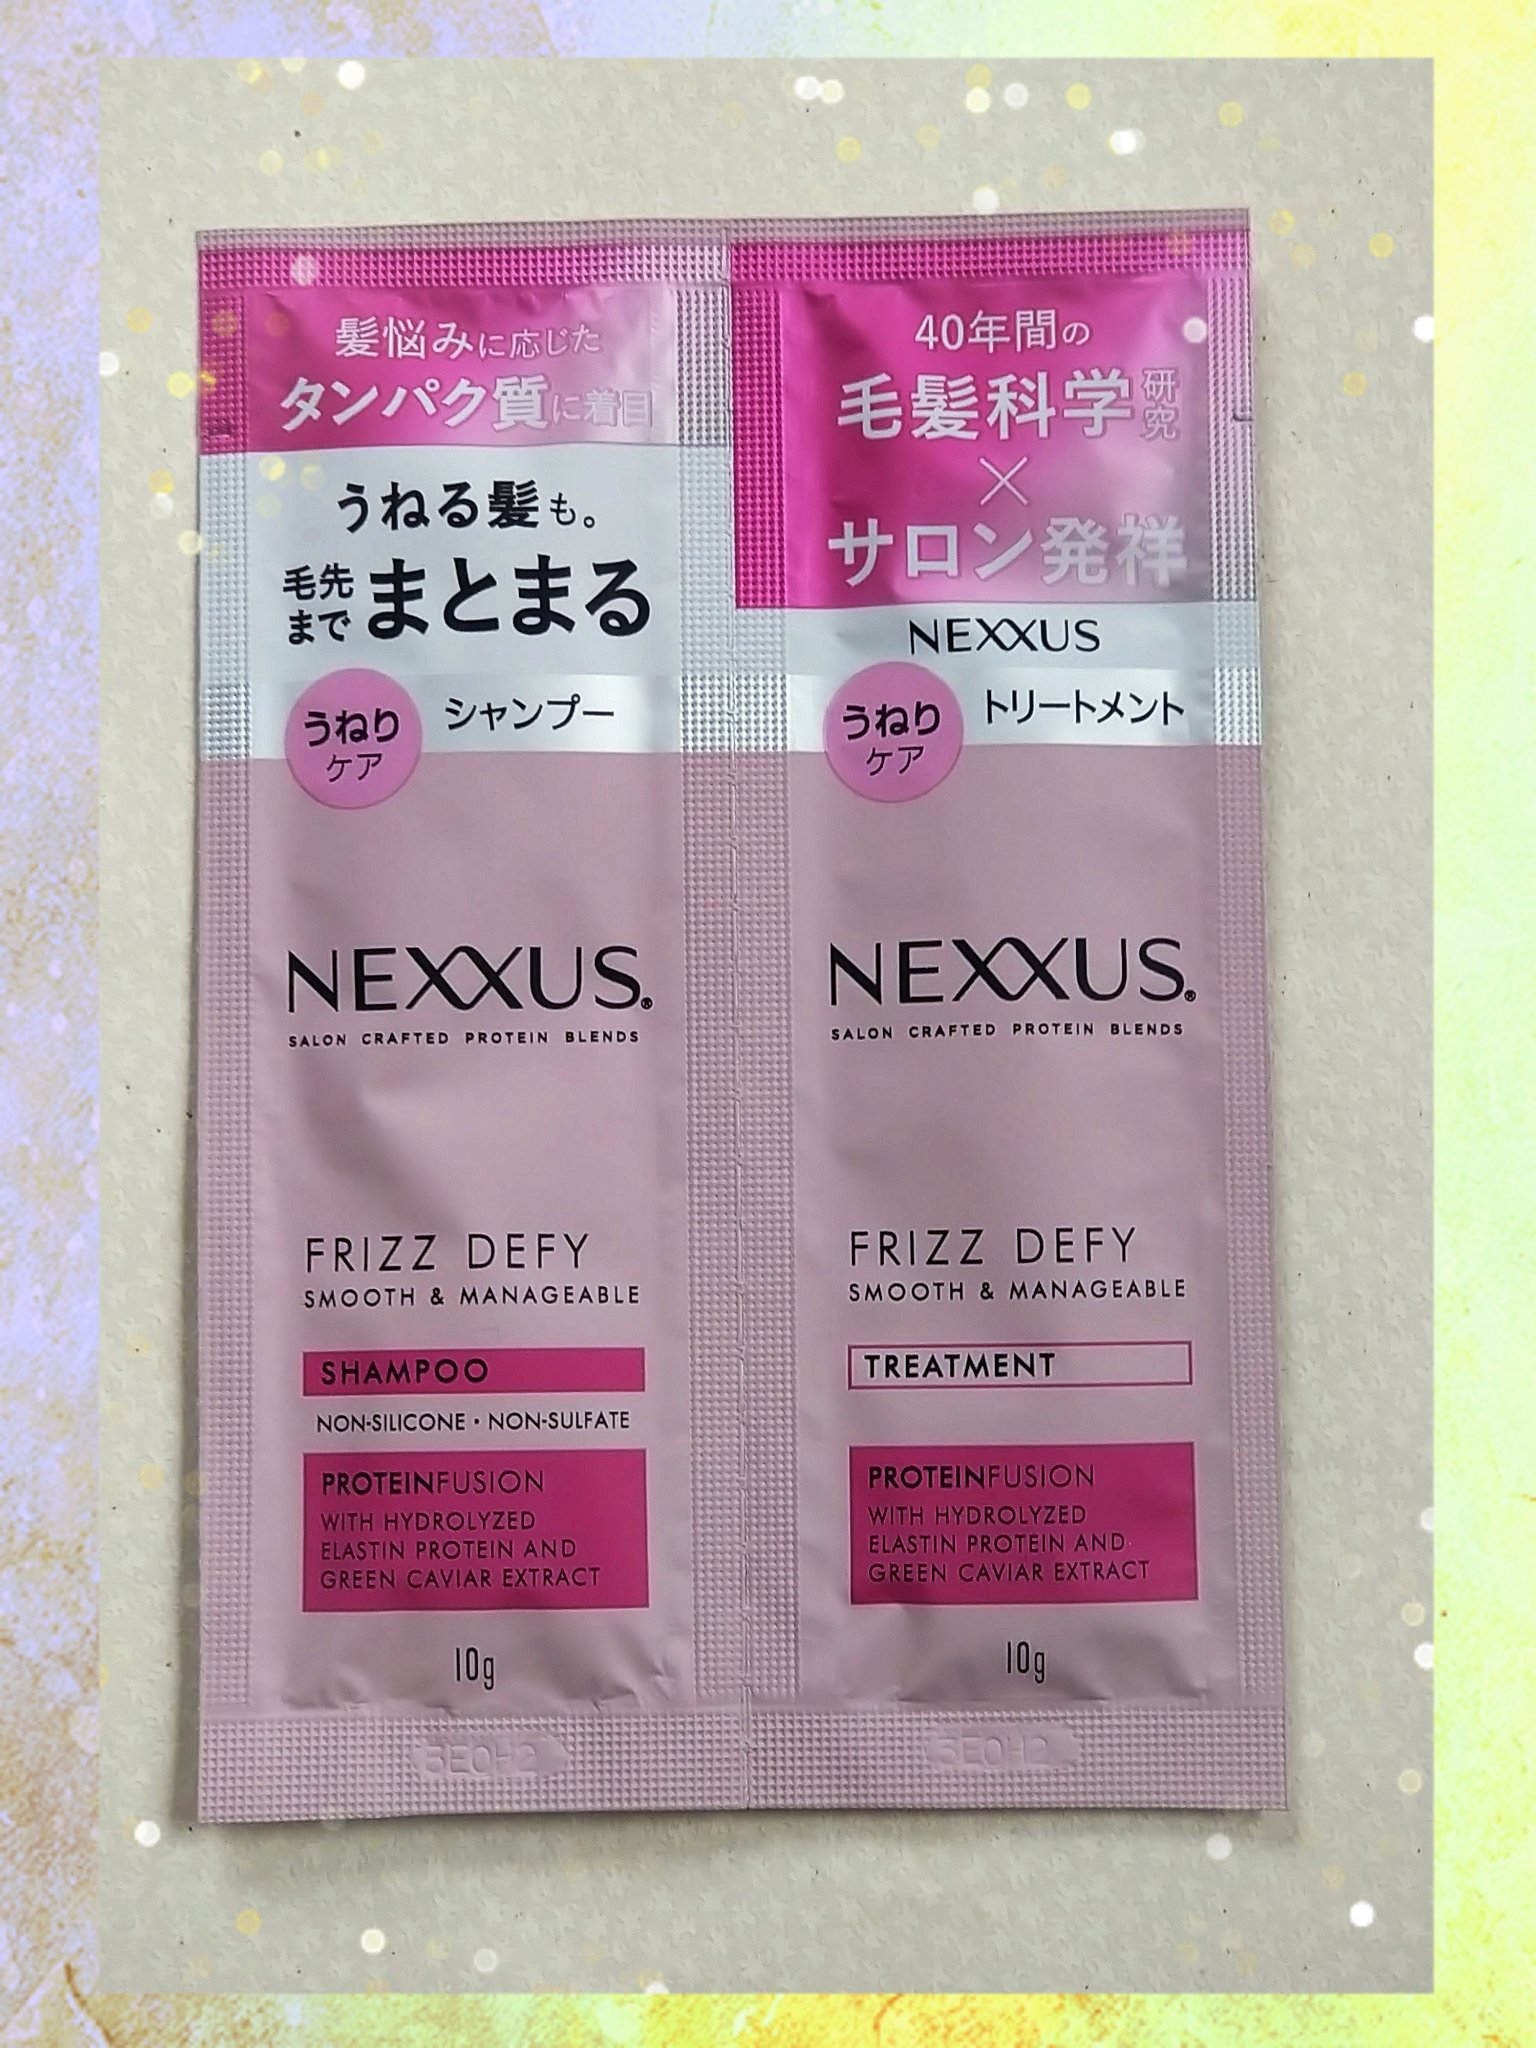 髪悩みに応じた
タンパク質に着目
うねる髪も。
毛先
まで まとまる
うねり
ケア
シャンプー
NEXXUS®
SALON CRAFTED PROTEIN BLENDS
FRIZZ DEFY
SMOOTH & MANAGEABLE
SHAMPOO
NON-SILICONE・NON-SULFATE
PROTEINFUSION
WITH HYDROLYZED
ELASTIN PROTEIN AND
GREEN CAVIAR EXTRACT
10g
3E0H2
40年間の
毛髪科学研究
×
サロン発祥
NEXXUS
うねり
ケア
トリートメント
NEXXUS®
SALON CRAFTED PROTEIN BLENDS
FRIZZ DEFY
SMOOTH & MANAGEABLE
TREATMENT
PROTEINFUSION
WITH HYDROLYZED
ELASTIN PROTEIN AND
GREEN CAVIAR EXTRACT
10g
3E0H2